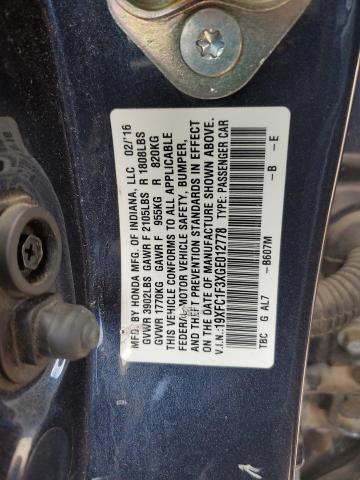 MFD. BY HONDA MFG. OF INDIANA, LLC 02/'16
GVWR 3902LBS GAWR F 2105LBS R 1808LBS
GVWR 1770KG GAWR F 955KG R 820KG
THIS VEHICLE CONFORMS TO ALL APPLICABLE
FEDERAL MOTOR VEHICLE SAFETY, BUMPER,
AND THEFT PREVENTION STANDARDS IN EFFECT
ON THE DATE OF MANUFACTURE SHOWN ABOVE.
V.I.N.:19XFC1F3XGE012778 TYPE: PASSENGER CAR
TBC G AL7 -B607M -B -E